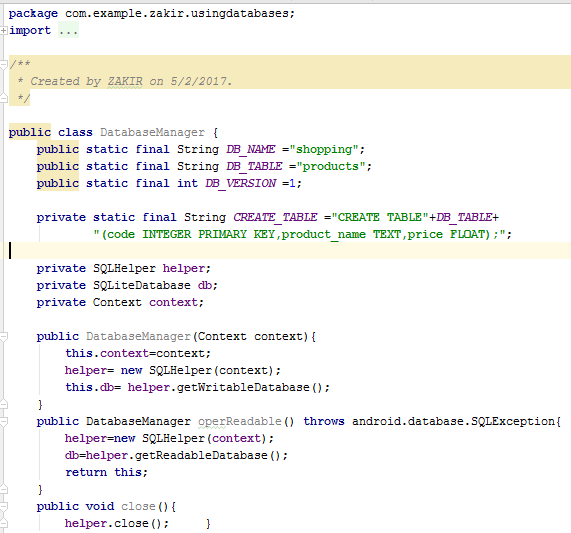 package com.example.zakir.usingdatabases;
import ...
/**
* Created by ZAKIR on 5/2/2017.
*/
public class DatabaseManager {
public static final String DB_NAME ="shopping";
public static final String DB_TABLE ="products";
public static final int DB_VERSION =1;
private static final String CREATE_TABLE ="CREATE TABLE"+DB_TABLE+
"(code INTEGER PRIMARY KEY,product_name TEXT,price FLOAT);";
private SQLHelper helper;
private SQLiteDatabase db;
private Context context;
public DatabaseManager(Context context){
this.context=context;
helper= new SQLHelper(context);
this.db= helper.getWritableDatabase();
}
public DatabaseManager operReadable() throws android.database.SQLException{
helper=new SQLHelper(context);
db=helper.getReadableDatabase();
return this;
}
public void close(){
helper.close(); }